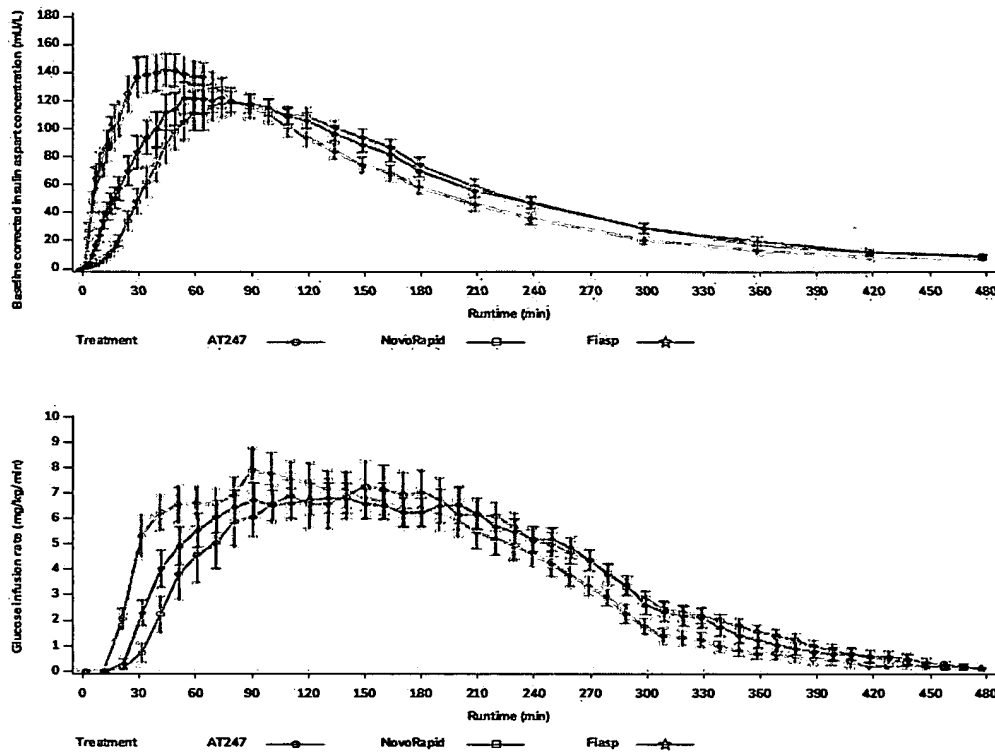 Baseline corrected insulin aspart concentration (mU/L)
180
160
140
120
100
80
60
40
20
0
0 30 60 90 120 150 180 210 240 270 300 330 360 390 420 450 480
Runtime (min)
Treatment AT247 NovoRapid Fiasp
Glucose infusion rate (mg/kg/min)
10
9
8
7
6
5
4
3
2
1
0
0 30 60 90 120 150 180 210 240 270 300 330 360 390 420 450 480
Runtime (min)
Treatment AT247 NovoRapid Fiasp